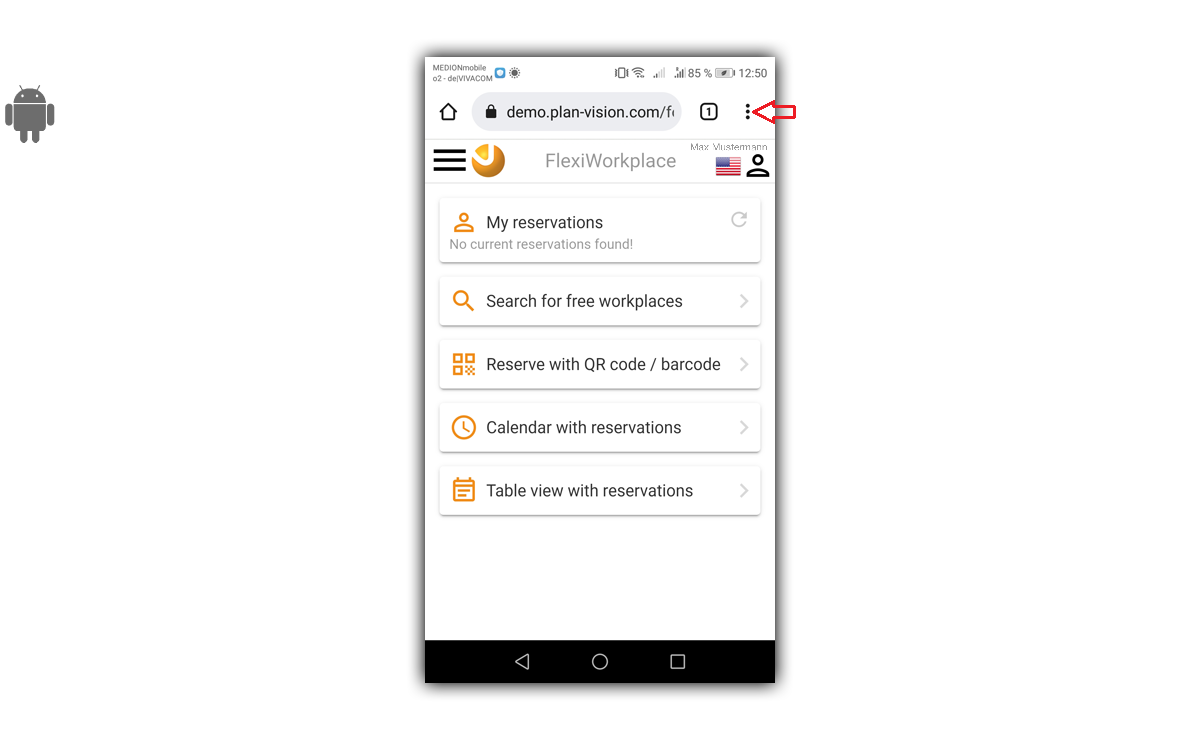 MEDIONmobile
o2 - de|VIVACOM
85 % 12:50
demo.plan-vision.com/f
1
Max Mustermann
FlexiWorkplace
My reservations
No current reservations found!
Search for free workplaces
Reserve with QR code / barcode
Calendar with reservations
Table view with reservations